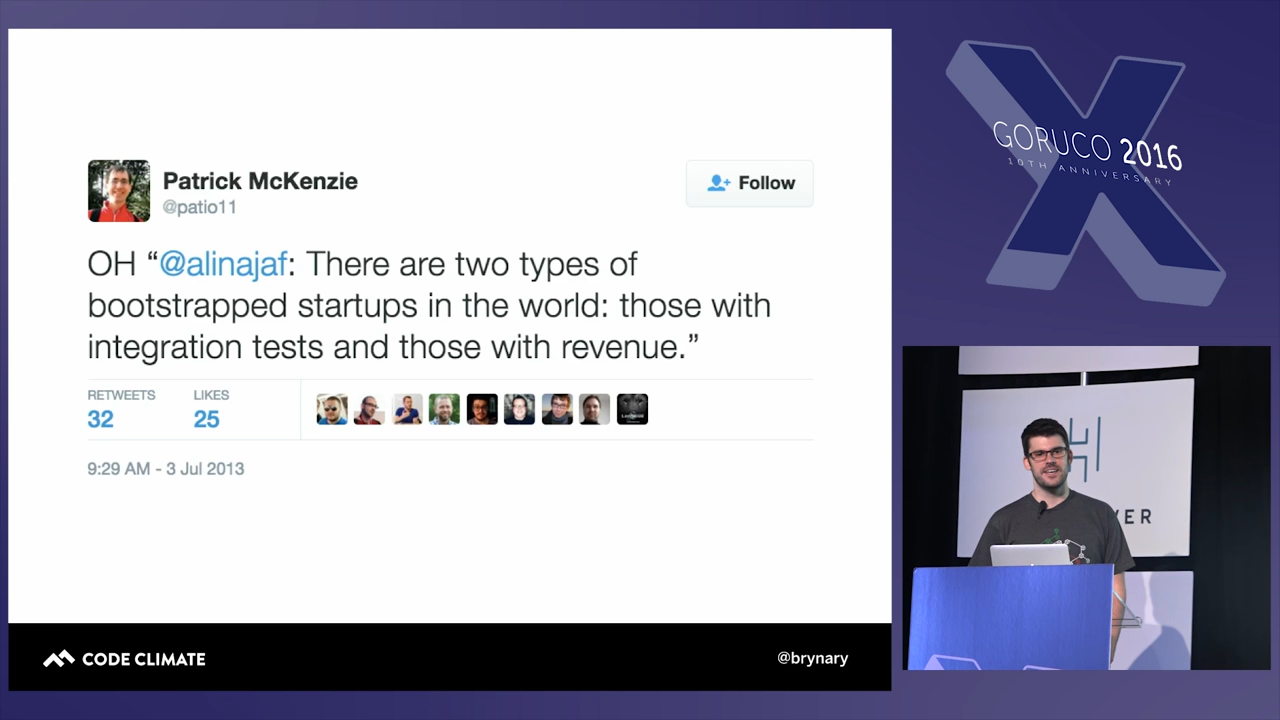 Patrick McKenzie
@patio11
Follow
OH “@alinajaf: There are two types of
bootstrapped startups in the world: those with
integration tests and those with revenue.”
RETWEETS
32
LIKES
25
9:29 AM - 3 Jul 2013
CODE CLIMATE
@brynary
GORUCO 2016
10TH ANNIVERSARY